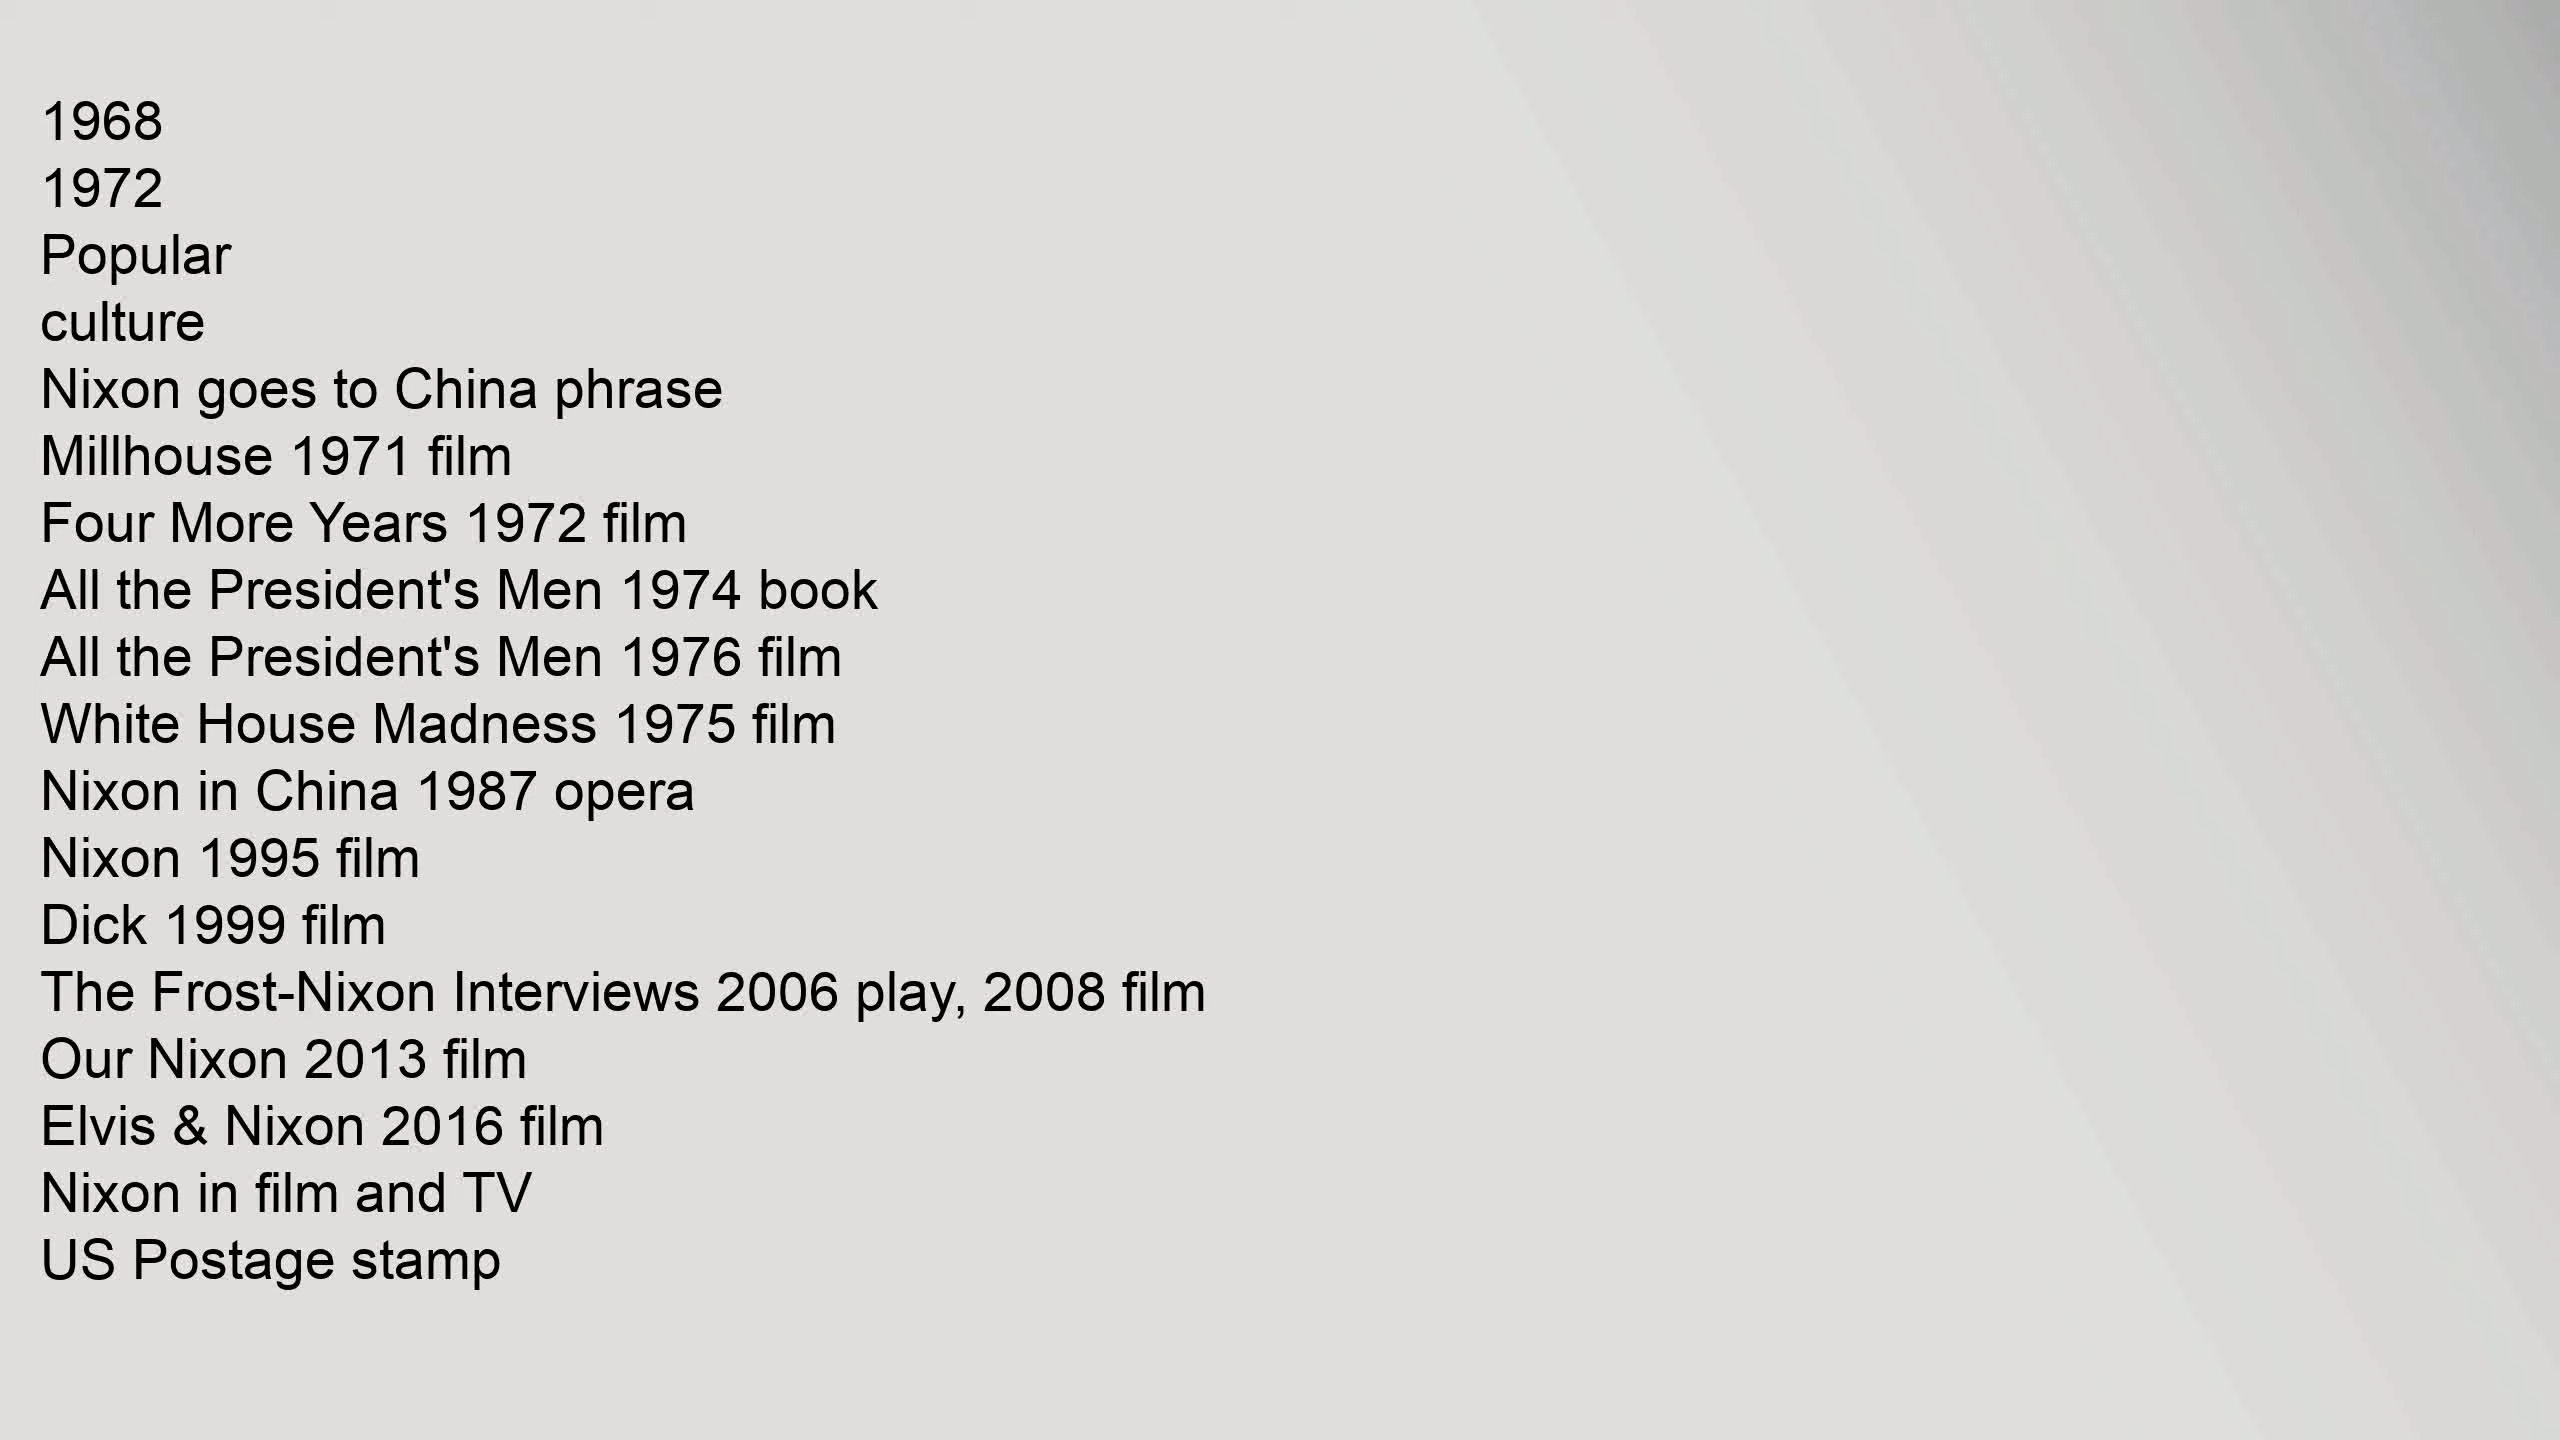 1968
1972
Popular
culture
Nixon goes to China phrase
Millhouse 1971 film
Four More Years 1972 film
All the President's Men 1974 book
All the President's Men 1976 film
White House Madness 1975 film
Nixon in China 1987 opera
Nixon 1995 film
Dick 1999 film
The Frost-Nixon Interviews 2006 play, 2008 film
Our Nixon 2013 film
Elvis & Nixon 2016 film
Nixon in film and TV
US Postage stamp